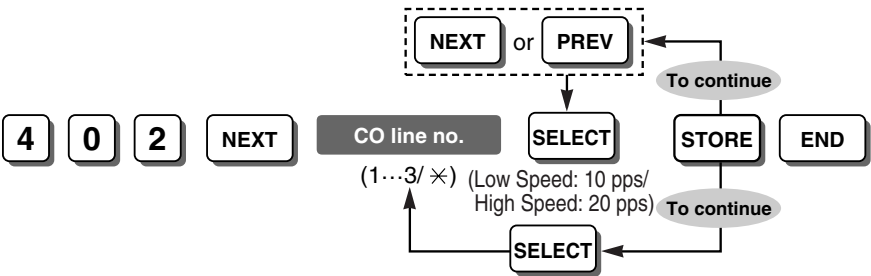 NEXT or PREV
To continue
4 0 2 NEXT CO line no. SELECT STORE END
(1···3/ ✳) (Low Speed: 10 pps/
High Speed: 20 pps)
To continue
SELECT